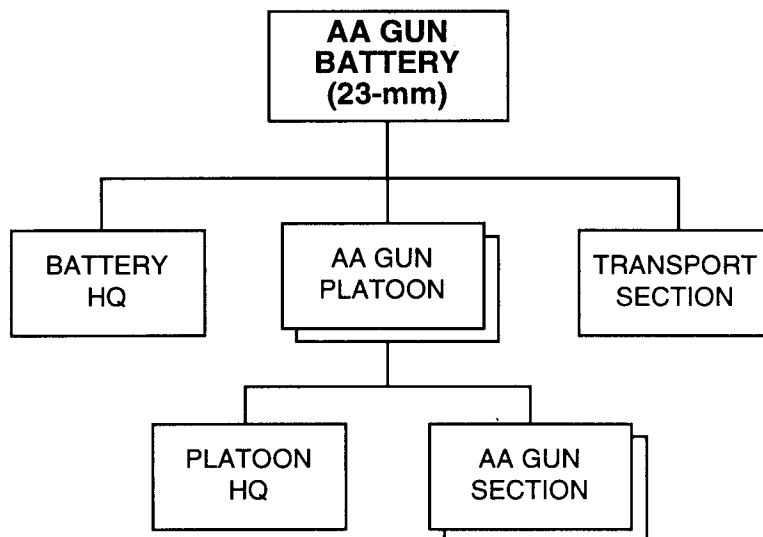 AA GUN
BATTERY
(23-mm)
BATTERY
HQ
AA GUN
PLATOON
TRANSPORT
SECTION
PLATOON
HQ
AA GUN
SECTION